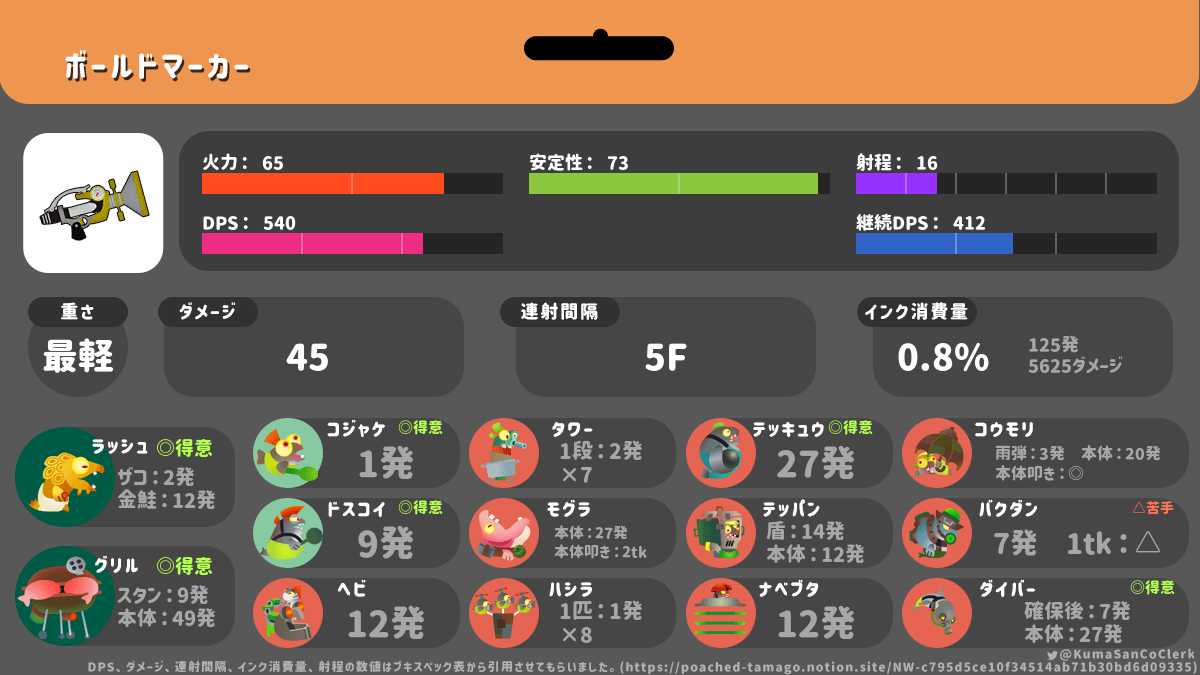 ボールドマーカー
火力： 65
安定性： 73
射程： 16
DPS： 540
継続DPS： 412
重さ
最軽
ダメージ
45
連射間隔
5F
インク消費量
0.8%
125発
5625ダメージ
ラッシュ ◎得意
ザコ：2発
金鮭：12発
コジャケ ◎得意
1発
タワー
1段：2発
×7
テッキュウ ◎得意
27発
コウモリ
雨弾：3発 本体：20発
本体叩き：◎
ドスコイ ◎得意
9発
モグラ
本体：27発
本体叩き：2tk
テッパン
盾：14発
本体：12発
バクダン △苦手
7発 1tk：△
グリル ◎得意
スタン：9発
本体：49発
ヘビ
12発
ハシラ
1匹：1発
×8
ナベブタ
12発
ダイバー ◎得意
確保後：7発
本体：27発
@KumaSanCoClerk
DPS、ダメージ、連射間隔、インク消費量、射程の数値はブキスペック表から引用させてもらいました。(https://poached-tamago.notion.site/NW-c795d5ce10f34514ab71b30bd6d09335)